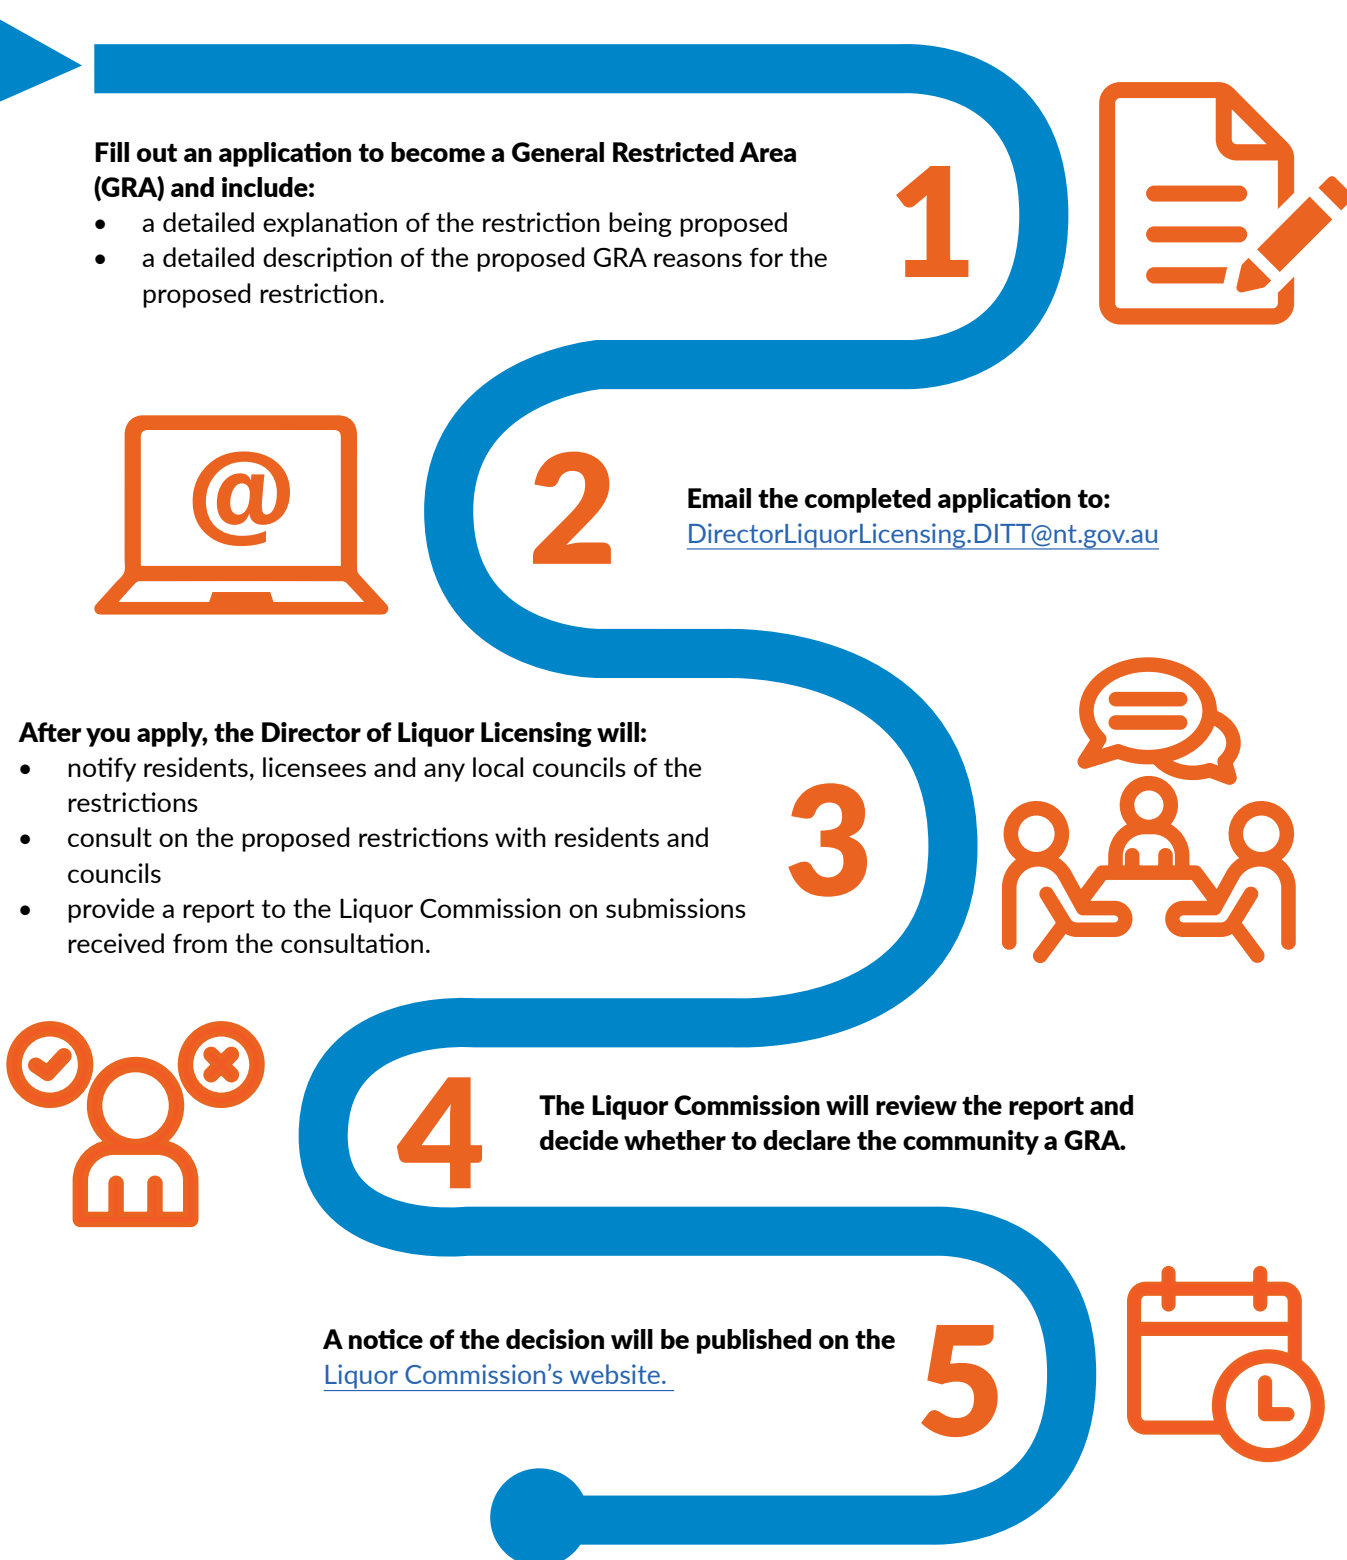 Fill out an application to become a General Restricted Area
(GRA) and include:
• a detailed explanation of the restriction being proposed
• a detailed description of the proposed GRA reasons for the
proposed restriction.
1
@
2
Email the completed application to:
DirectorLiquorLicensing.DITT@nt.gov.au
After you apply, the Director of Liquor Licensing will:
• notify residents, licensees and any local councils of the
restrictions
• consult on the proposed restrictions with residents and
councils
• provide a report to the Liquor Commission on submissions
received from the consultation.
3
4
The Liquor Commission will review the report and
decide whether to declare the community a GRA.
A notice of the decision will be published on the
Liquor Commission’s website.
5